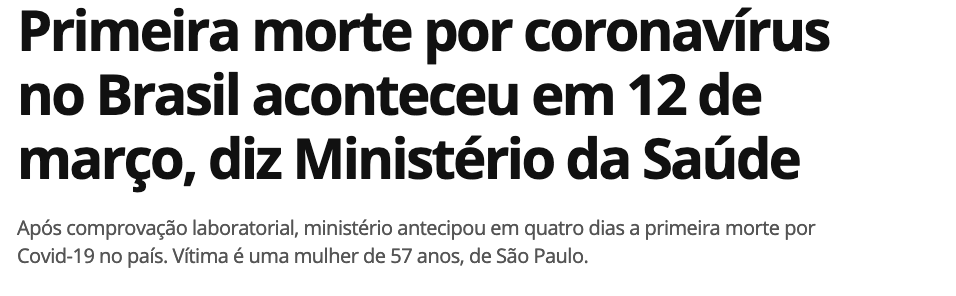 Primeira morte por coronavírus
no Brasil aconteceu em 12 de
março, diz Ministério da Saúde
Após comprovação laboratorial, ministério antecipou em quatro dias a primeira morte por
Covid-19 no país. Vítima é uma mulher de 57 anos, de São Paulo.